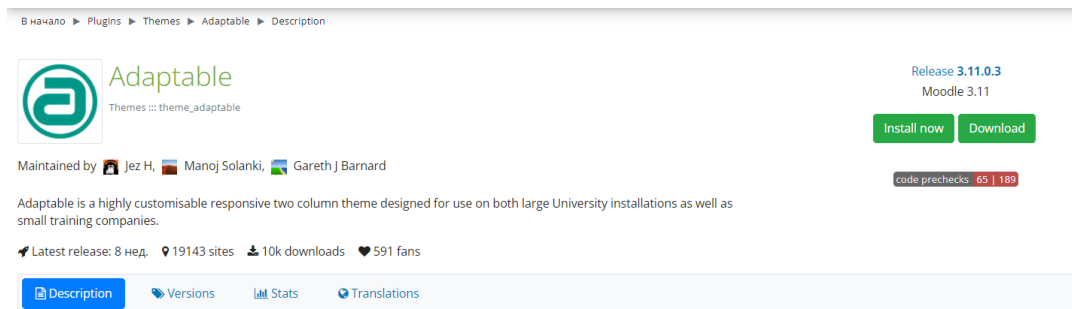 В начало ► Plugins ► Themes ► Adaptable ► Description
Adaptable
Themes ::: theme_adaptable
Release 3.11.0.3
Moodle 3.11
Install now Download
Maintained by Jez H, Manoj Solanki, Gareth J Barnard
code prechecks 65 | 189
Adaptable is a highly customisable responsive two column theme designed for use on both large University installations as well as
small training companies.
Latest release: 8 нед. 19143 sites 10k downloads 591 fans
Description Versions Stats Translations